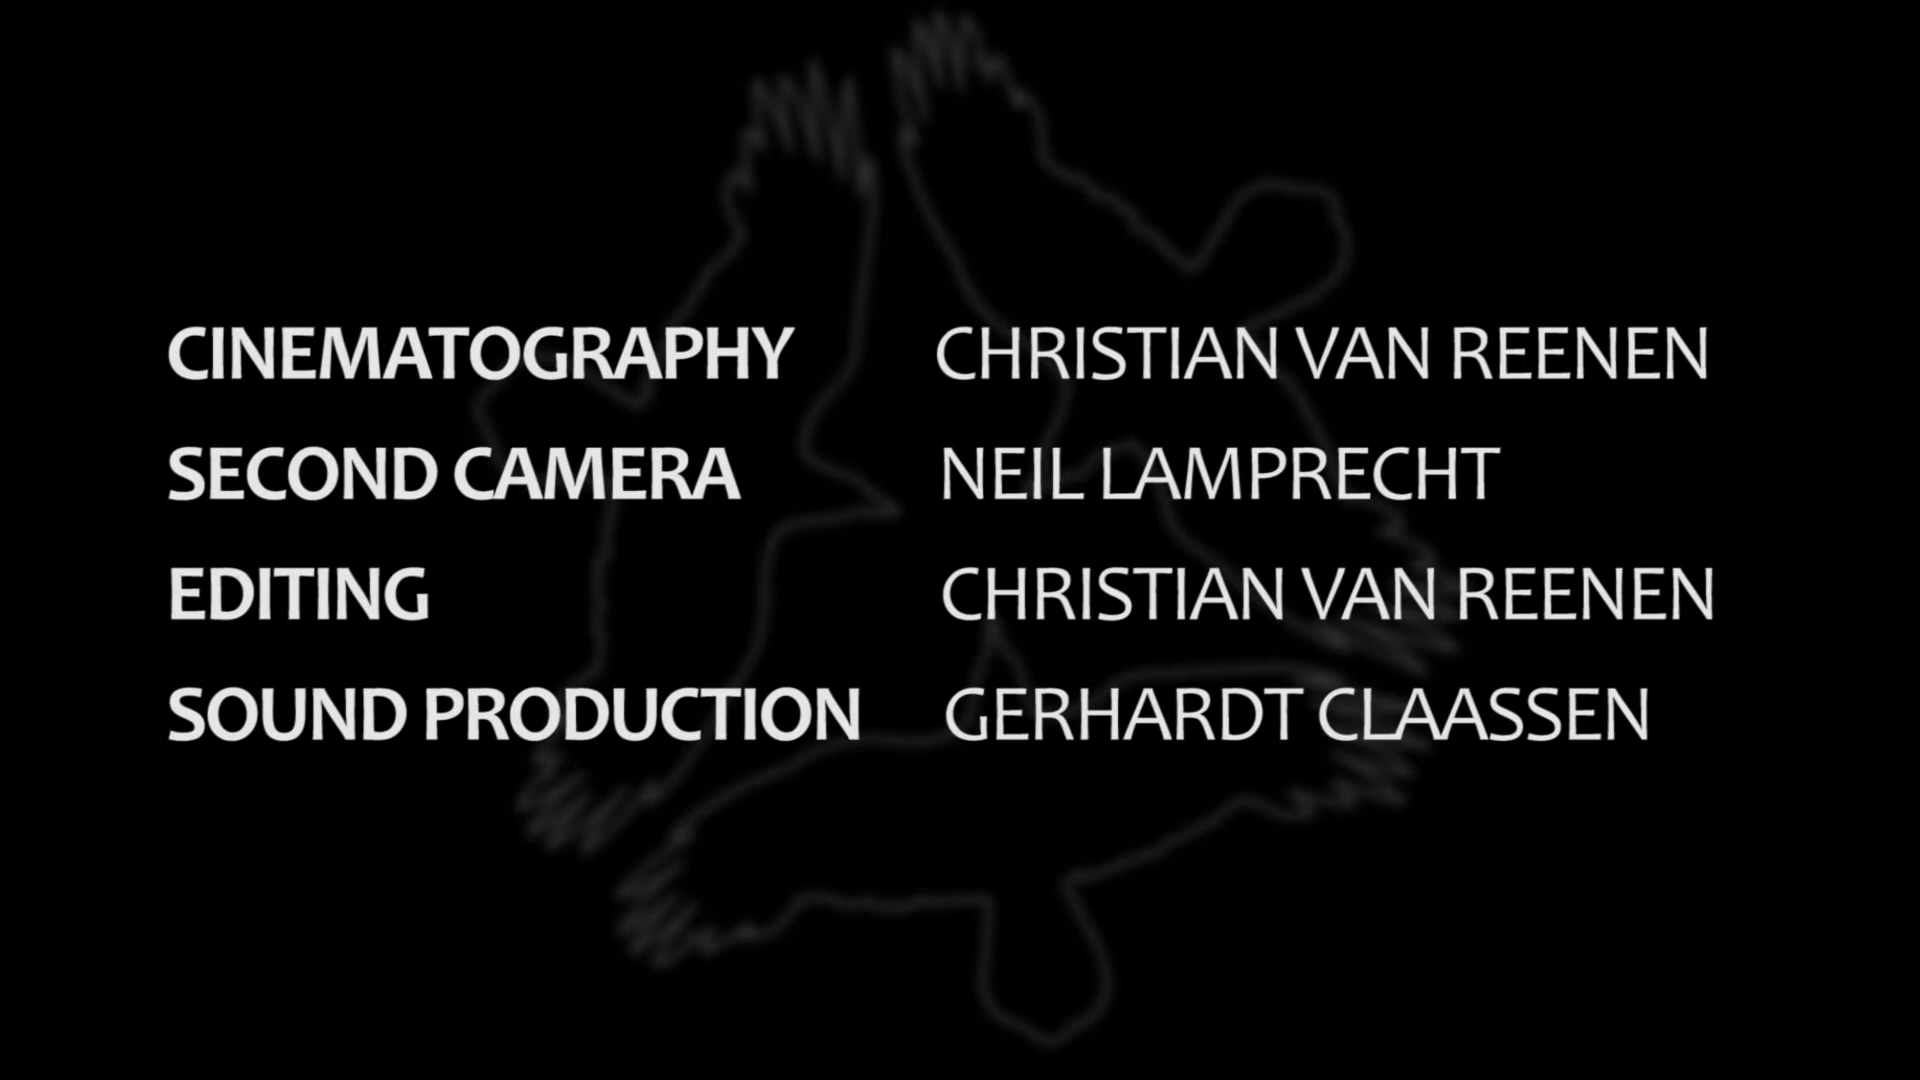 CINEMATOGRAPHY CHRISTIAN VAN REENEN
SECOND CAMERA NEIL LAMPRECHT
EDITING CHRISTIAN VAN REENEN
SOUND PRODUCTION GERHARDT CLAASSEN